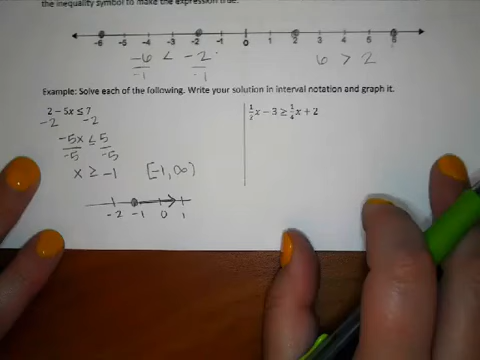 the inequality symbol to make the expression true.
-6 -5 -4 -3 -2 -1 0 1 2 3 4 5 6
-6 < -2
-1 -1
6 > 2
Example: Solve each of the following. Write your solution in interval notation and graph it.
2 − 5x ≤ 7
-2 -2
-5x ≤ 5
-5 -5
x ≥ -1 [-1, ∞)
-2 -1 0 1
½x − 3 ≥ ¼x + 2